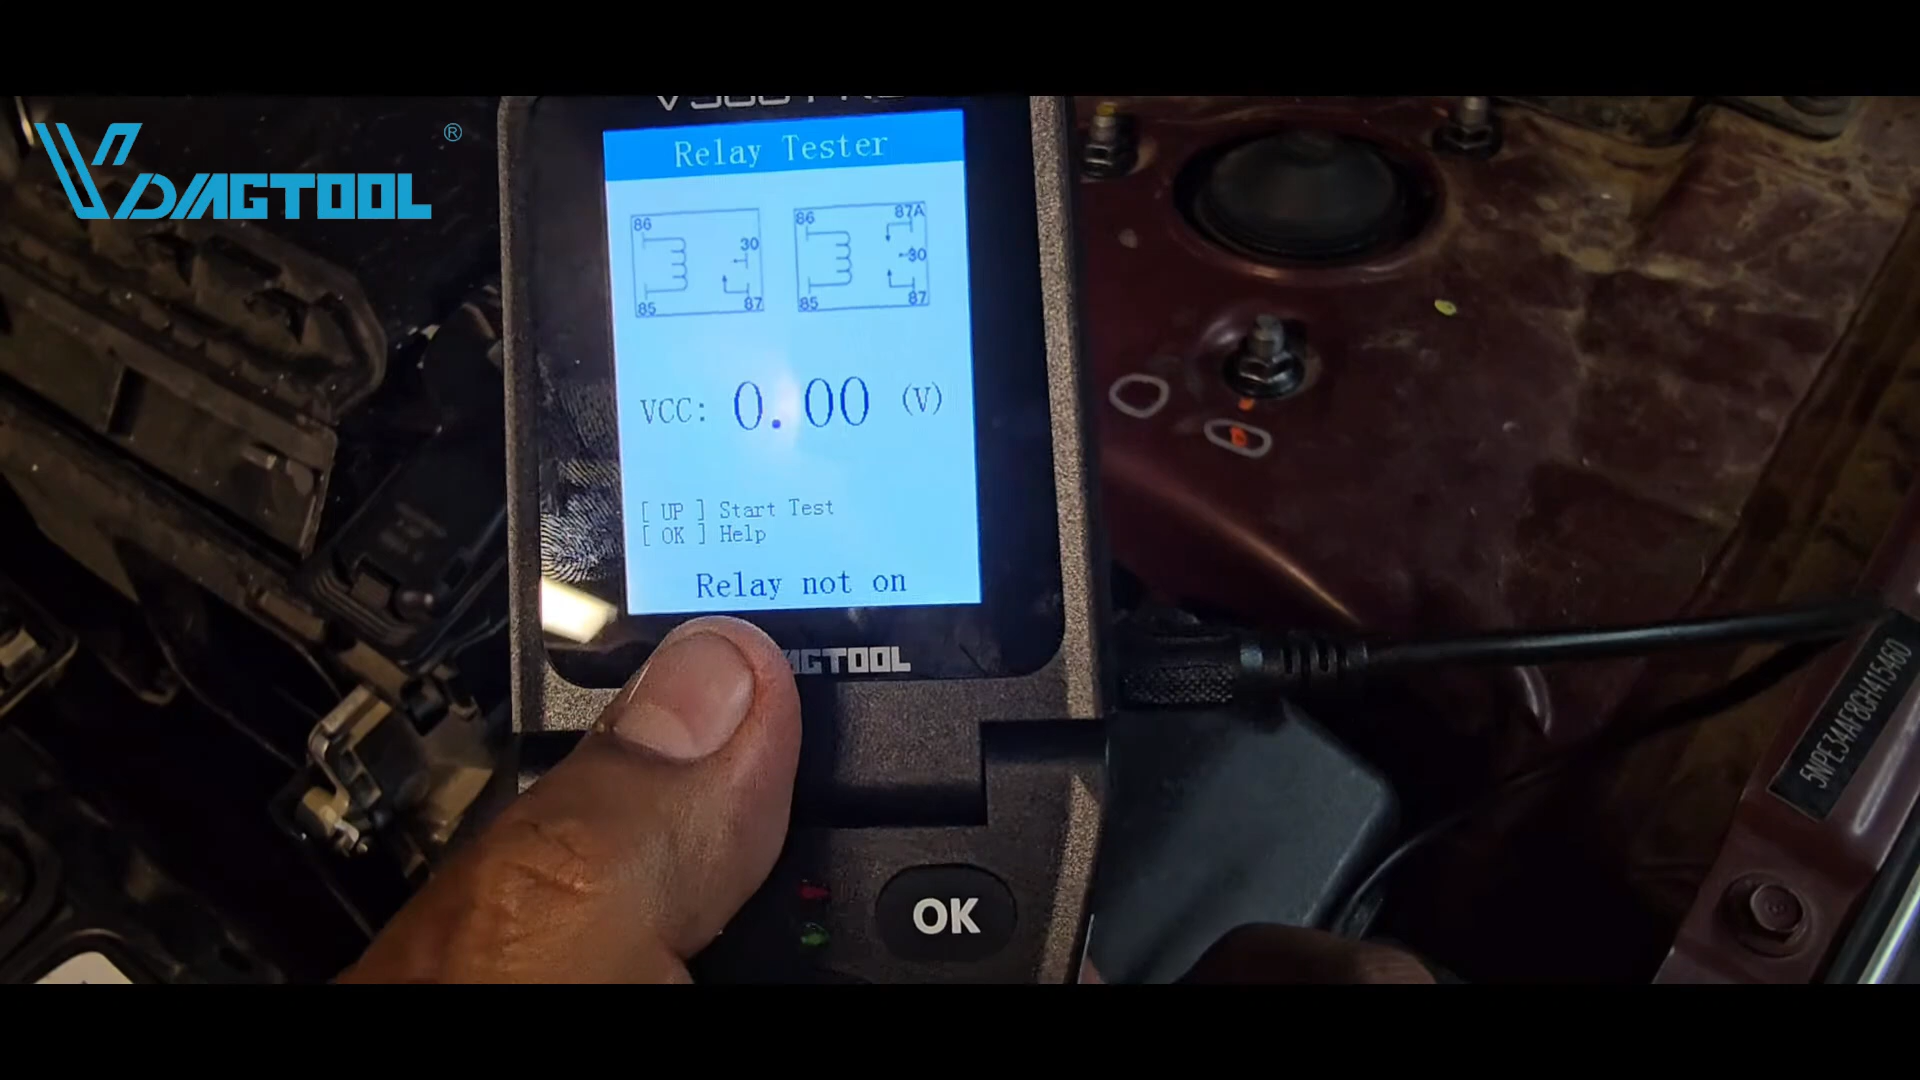 VDIAGTOOL
®
Relay Tester
86
30
85
87
86
87A
30
85
87
VCC: 0.00 (V)
[ UP ] Start Test
[ OK ] Help
Relay not on
AGTOOL
OK
5NPE34AF8GH415460